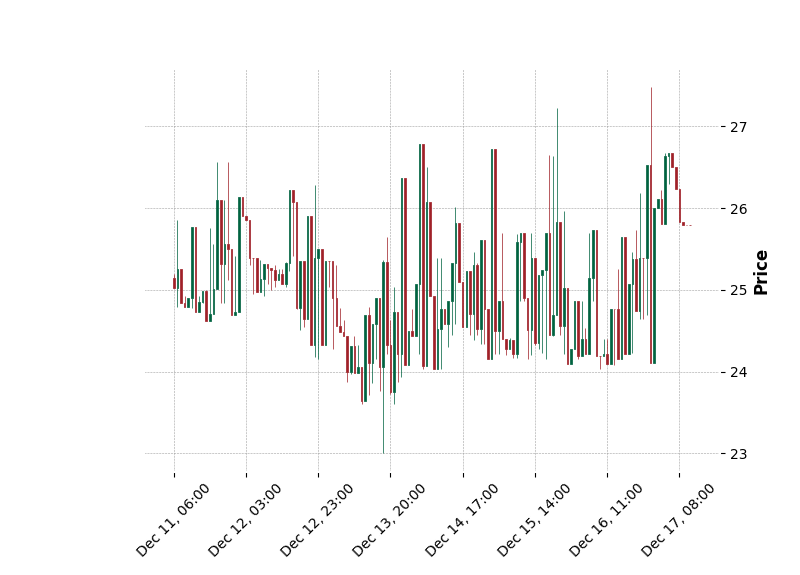 27
26
25
24
23
Price
Dec 11, 06:00
Dec 12, 03:00
Dec 12, 23:00
Dec 13, 20:00
Dec 14, 17:00
Dec 15, 14:00
Dec 16, 11:00
Dec 17, 08:00